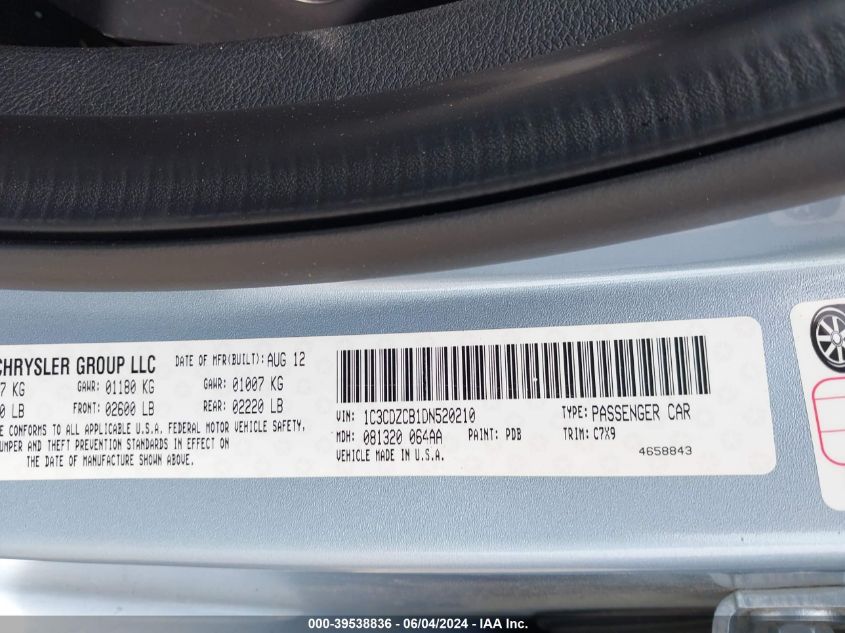 CHRYSLER GROUP LLC DATE OF MFR(BUILT): AUG 12
7 KG GAWR: 01180 KG GAWR: 01007 KG
0 LB FRONT: 02600 LB REAR: 02220 LB
E CONFORMS TO ALL APPLICABLE U.S.A. FEDERAL MOTOR VEHICLE SAFETY,
UMPER AND THEFT PREVENTION STANDARDS IN EFFECT ON
THE DATE OF MANUFACTURE SHOWN ABOVE.
VIN: 1C3CDZCB1DN520210 TYPE: PASSENGER CAR
MDH: 081320 064AA PAINT: PDB TRIM: C7X9
VEHICLE MADE IN U.S.A. 4658843
000-39538836 - 06/04/2024 - IAA Inc.